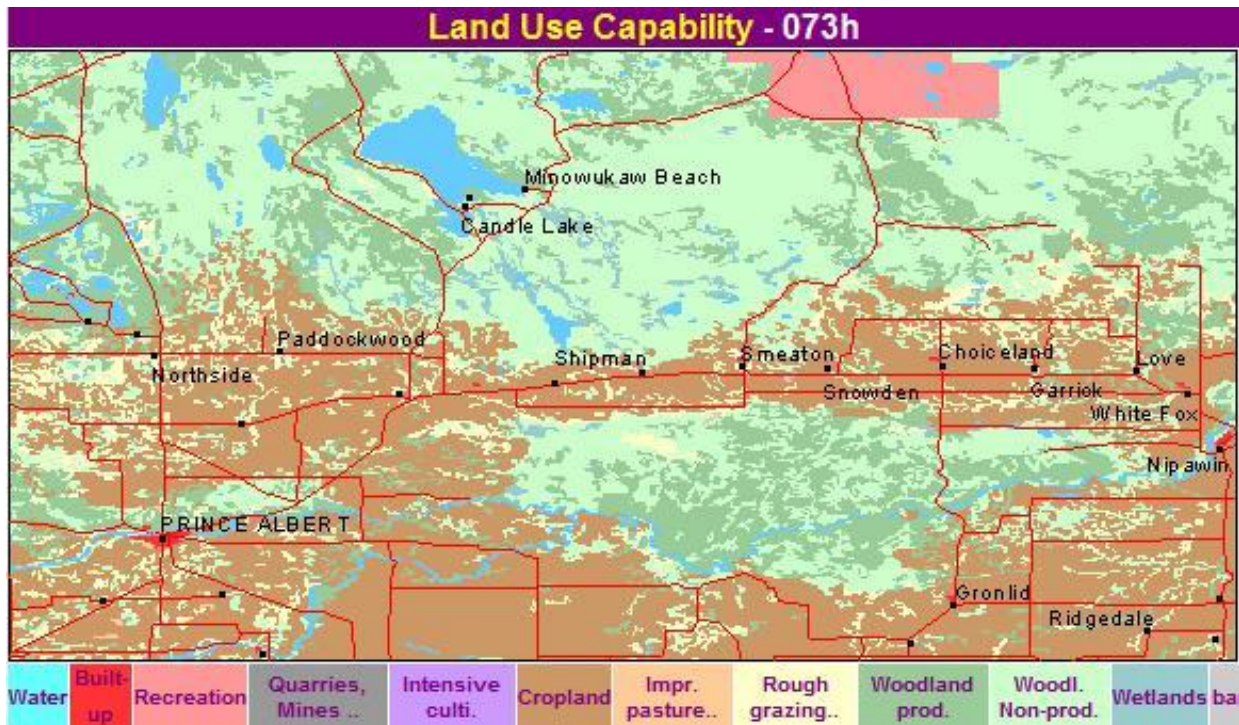 Land Use Capability - 073h
Minowukaw Beach
Candle Lake
Paddockwood
Northside
Shipman
Smeaton
Choiceland
Love
Snowden
Garrick
White Fox
Nipawin
PRINCE ALBERT
Gronlid
Ridgedale
Water
Built-
up
Recreation
Quarries,
Mines ..
Intensive
culti.
Cropland
Impr.
pasture..
Rough
grazing..
Woodland
prod.
Woodl.
Non-prod.
Wetlands
ba